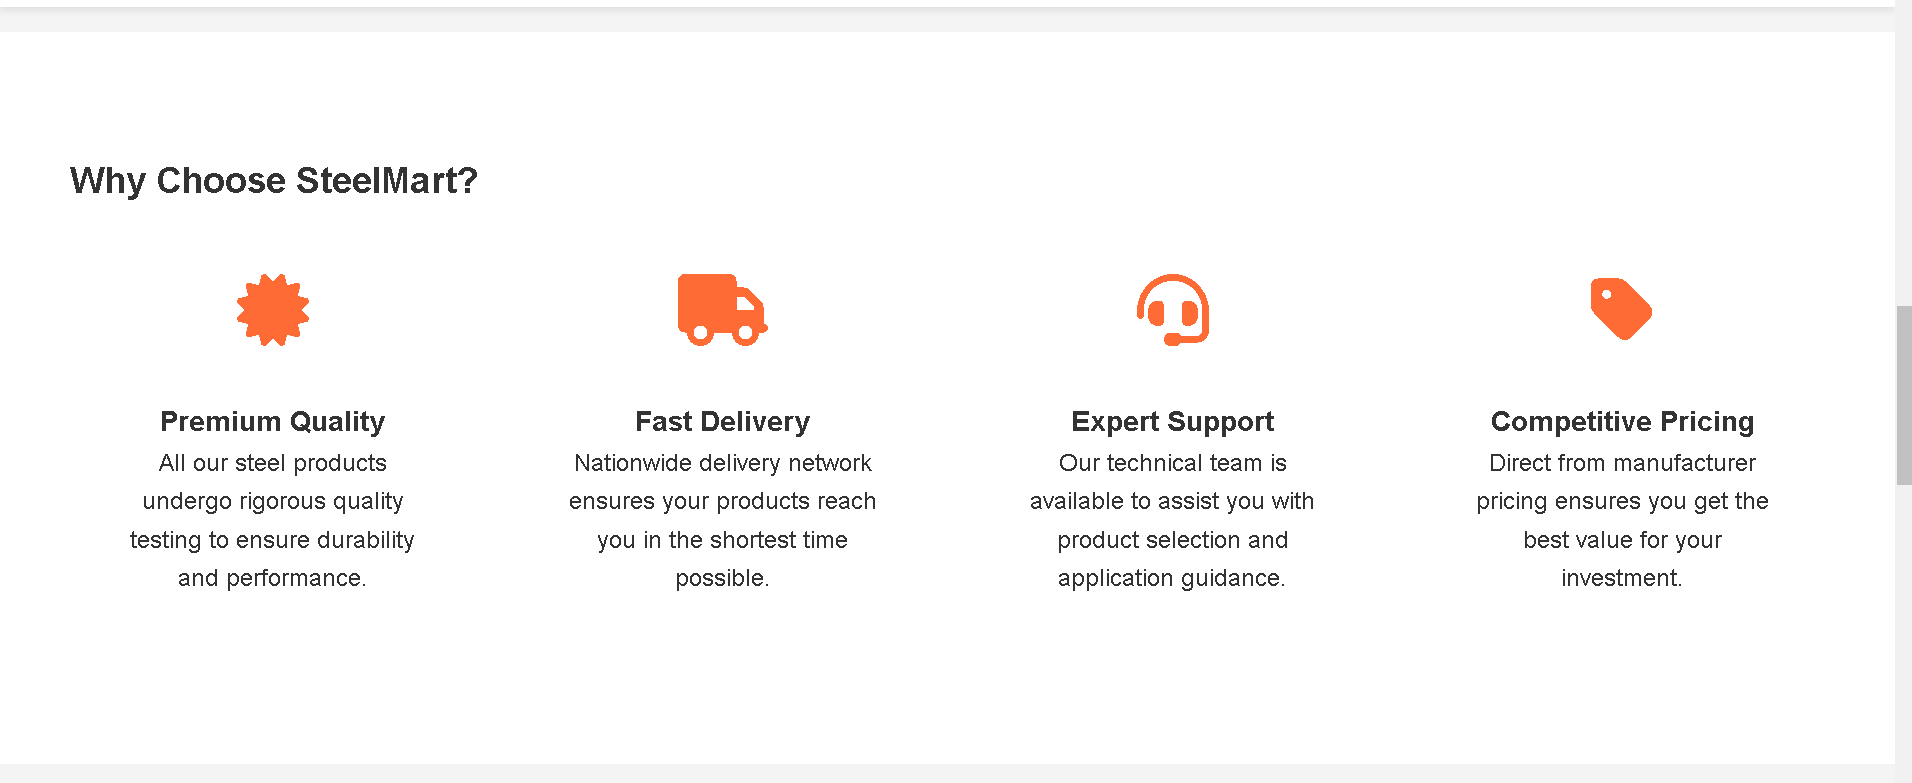 Why Choose SteelMart?
Premium Quality
All our steel products
undergo rigorous quality
testing to ensure durability
and performance.
Fast Delivery
Nationwide delivery network
ensures your products reach
you in the shortest time
possible.
Expert Support
Our technical team is
available to assist you with
product selection and
application guidance.
Competitive Pricing
Direct from manufacturer
pricing ensures you get the
best value for your
investment.